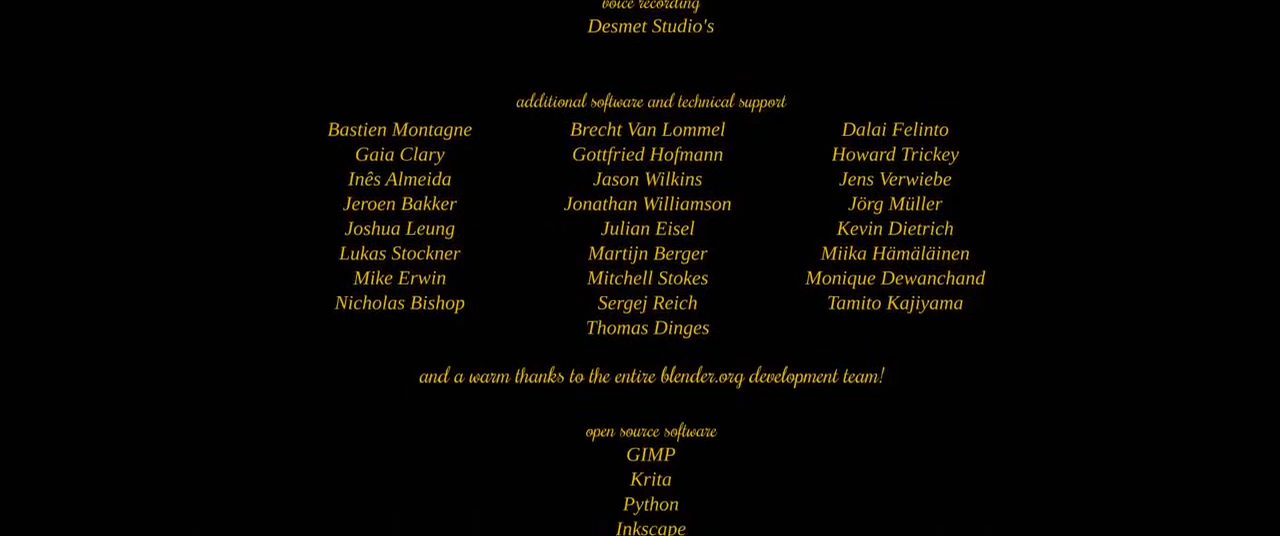 voice recording
Desmet Studio's
additional software and technical support
Bastien Montagne Brecht Van Lommel Dalai Felinto
Gaia Clary Gottfried Hofmann Howard Trickey
Inês Almeida Jason Wilkins Jens Verwiebe
Jeroen Bakker Jonathan Williamson Jörg Müller
Joshua Leung Julian Eisel Kevin Dietrich
Lukas Stockner Martijn Berger Miika Hämäläinen
Mike Erwin Mitchell Stokes Monique Dewanchand
Nicholas Bishop Sergej Reich Tamito Kajiyama
Thomas Dinges
and a warm thanks to the entire blender.org development team!
open source software
GIMP
Krita
Python
Inkscape